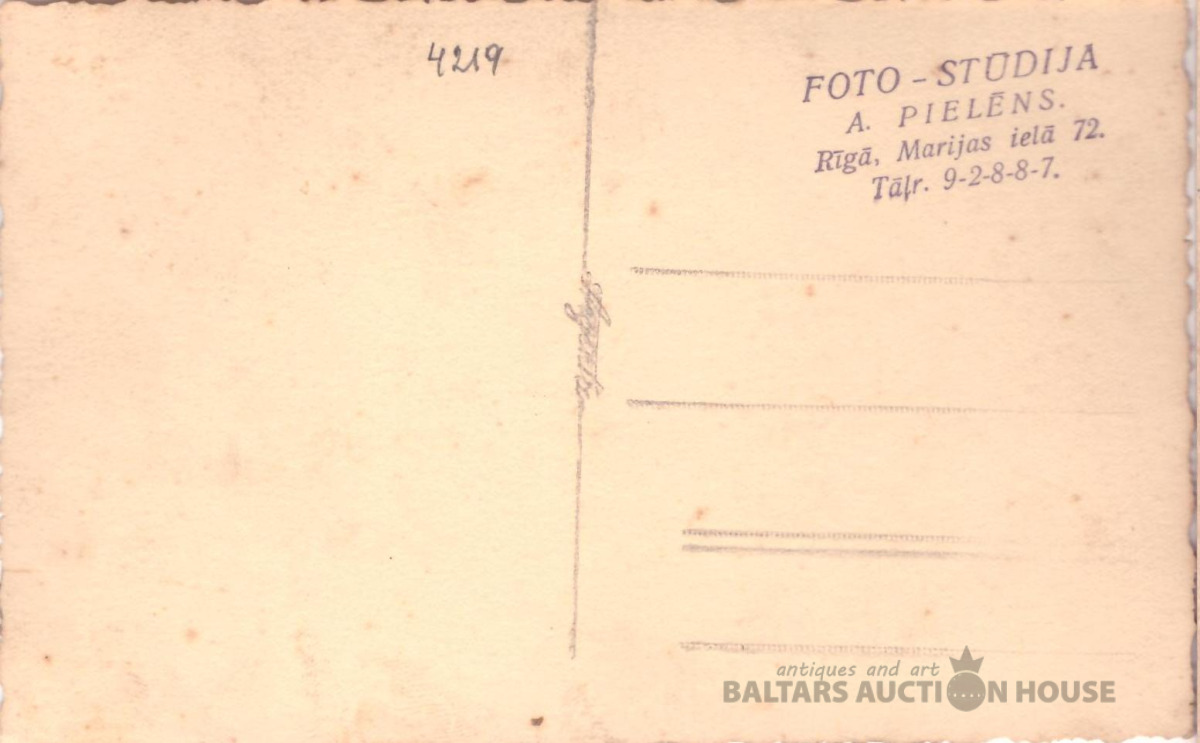 4219
FOTO – STŪDIJA
A. PIELĒNS.
Rīgā, Marijas ielā 72.
Tāļr. 9-2-8-8-7.
antiques and art
BALTARS AUCTION HOUSE